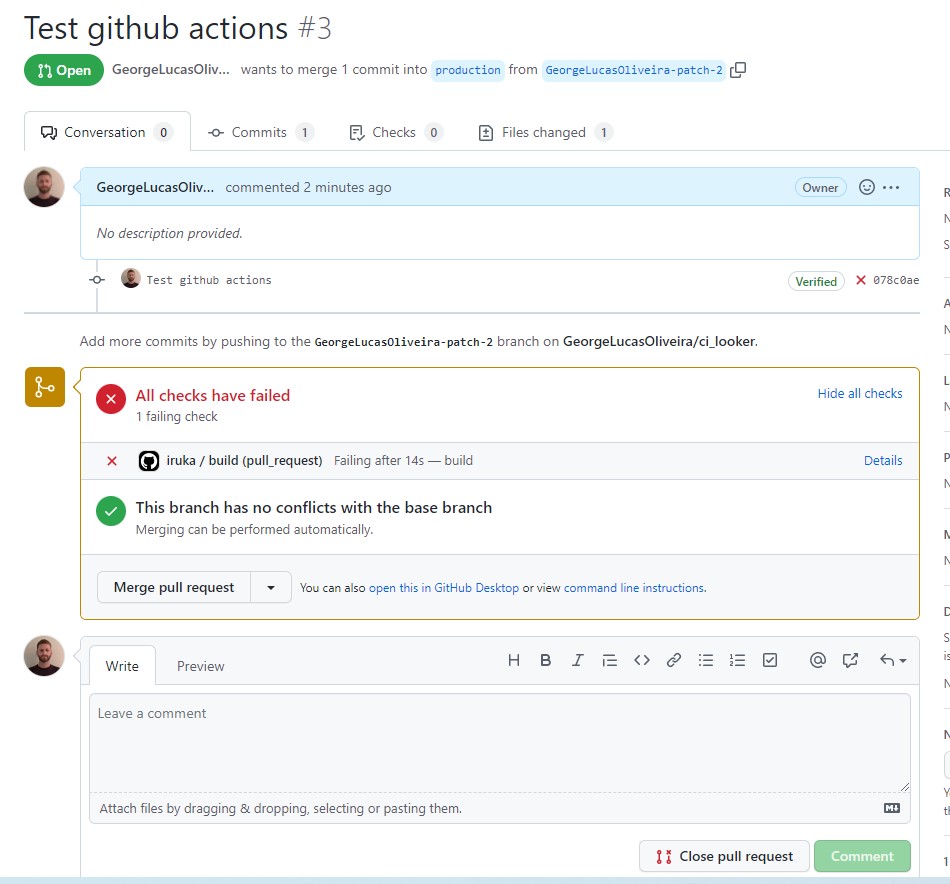 Test github actions #3
Open GeorgeLucasOliv... wants to merge 1 commit into production from GeorgeLucasOliveira-patch-2
Conversation 0 Commits 1 Checks 0 Files changed 1
GeorgeLucasOliv... commented 2 minutes ago Owner
No description provided.
Test github actions Verified 078c0ae
Add more commits by pushing to the GeorgeLucasOliveira-patch-2 branch on GeorgeLucasOliveira/ci_looker.
All checks have failed Hide all checks
1 failing check
iruka / build (pull_request) Failing after 14s — build Details
This branch has no conflicts with the base branch
Merging can be performed automatically.
Merge pull request You can also open this in GitHub Desktop or view command line instructions.
Write Preview H B I
Leave a comment
Attach files by dragging & dropping, selecting or pasting them.
Close pull request Comment